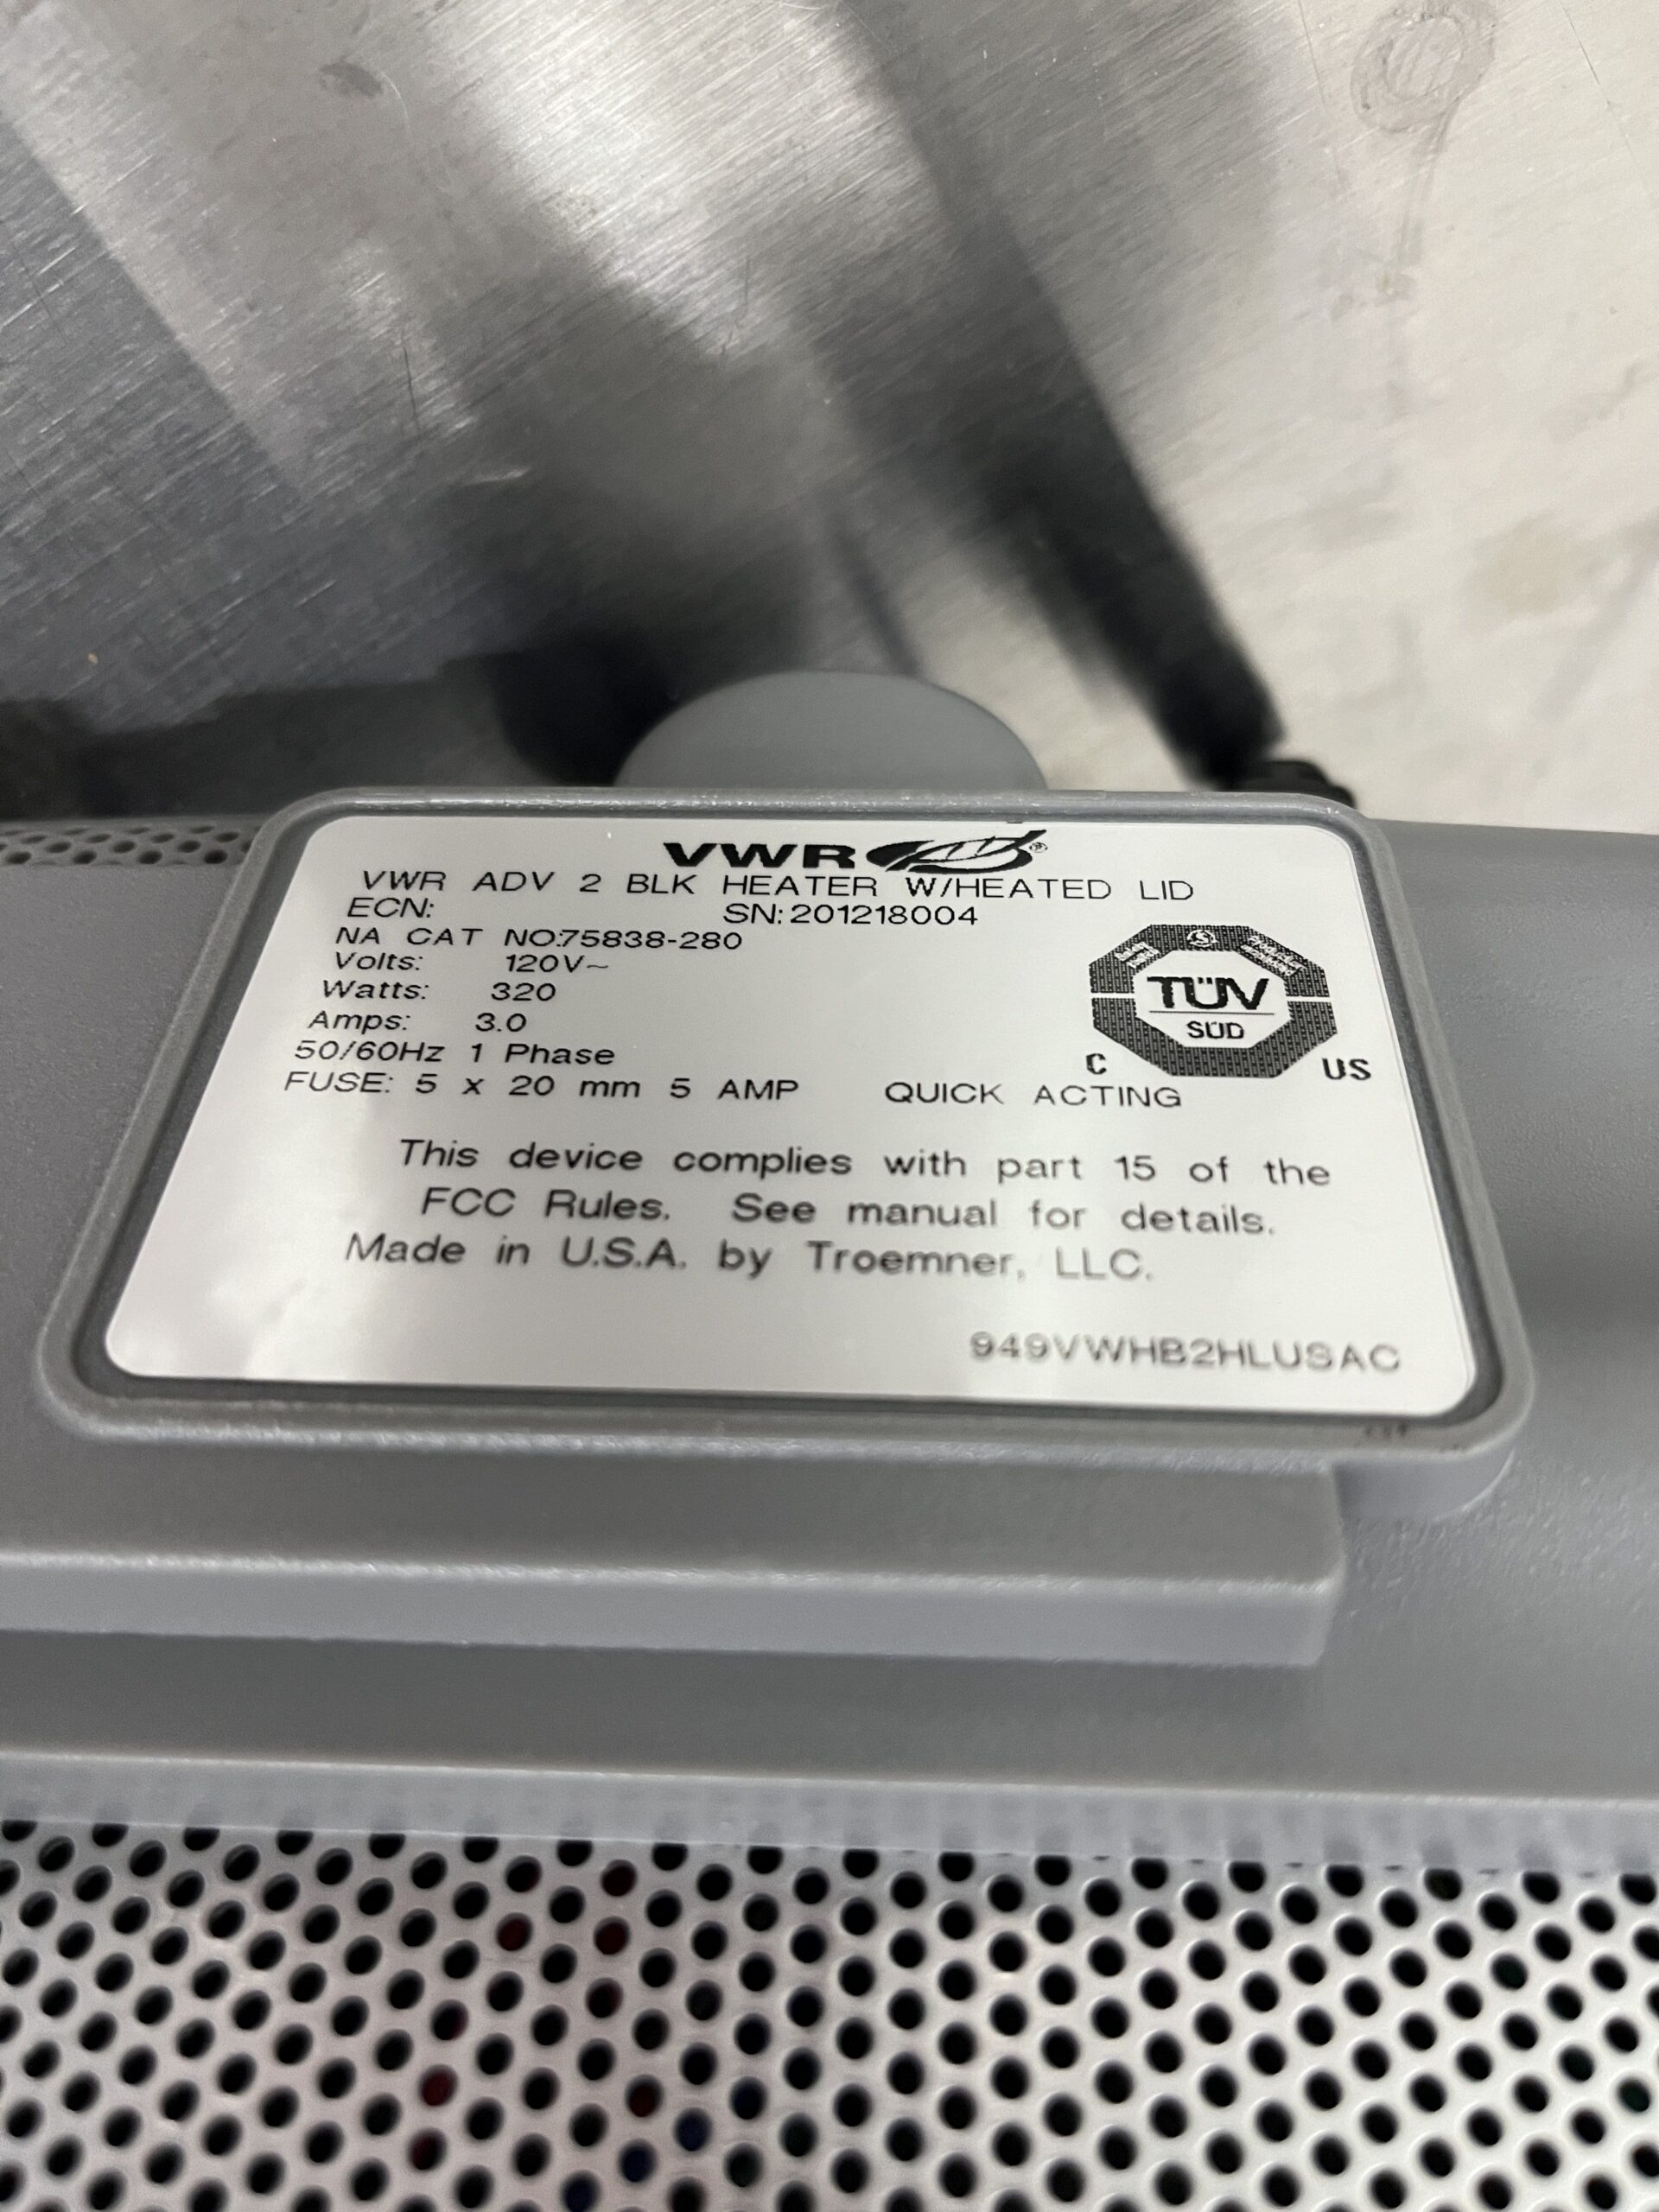 VWR®
VWR ADV 2 BLK HEATER W/HEATED LID
ECN: SN:201218004
NA CAT NO:75838-280
Volts: 120V~
Watts: 320
Amps: 3.0
50/60Hz 1 Phase
FUSE: 5 x 20 mm 5 AMP QUICK ACTING
TÜV
SÜD
C US
This device complies with part 15 of the
FCC Rules. See manual for details.
Made in U.S.A. by Troemner, LLC.
949VWHB2HLUSAC